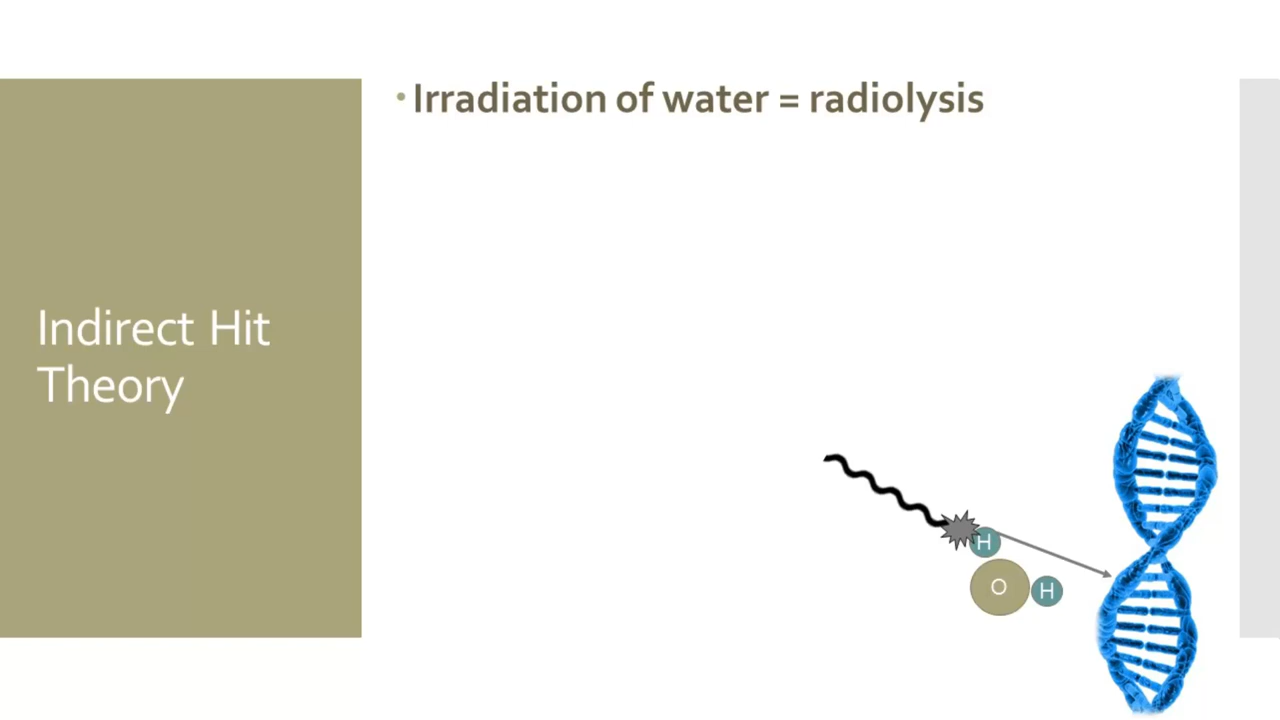 • Irradiation of water = radiolysis
Indirect Hit
Theory
H
O
H